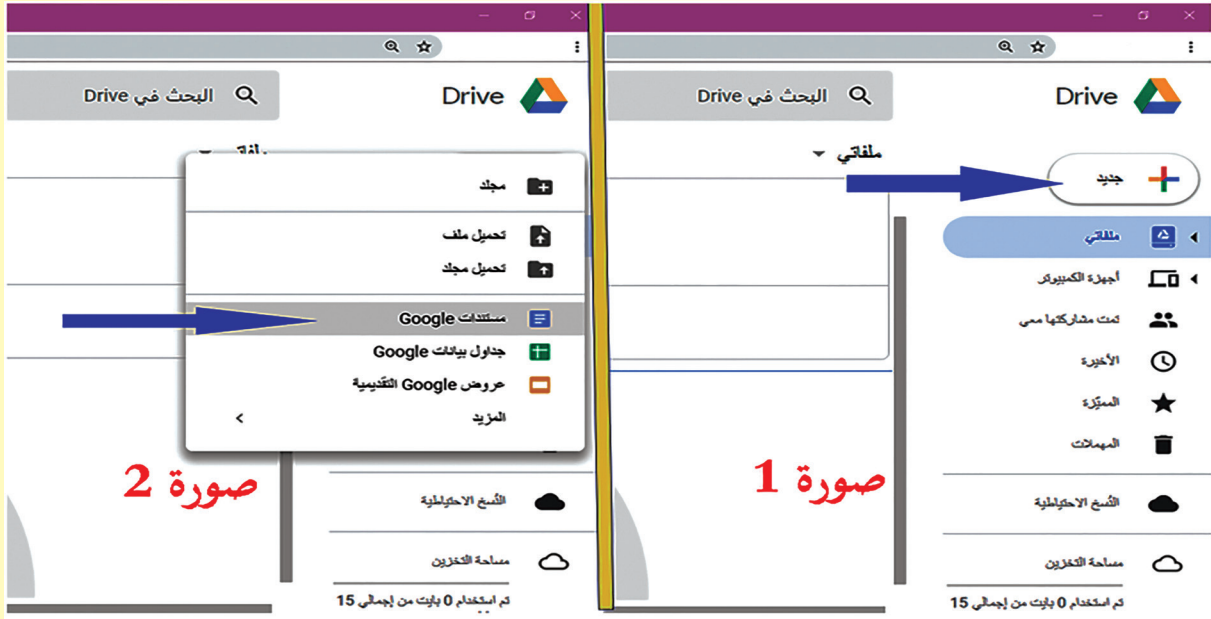 Drive
البحث في Drive
جديد
ملفاتي
ملفاتي
أجهزة الكمبيوتر
تمت مشاركتها معي
الأخيرة
المميّزة
المهملات
النُسخ الاحتياطية
مساحة التخزين
تم استخدام 0 بايت من إجمالي 15
صورة 1
Drive
البحث في Drive
مجلد
تحميل ملف
تحميل مجلد
مستندات Google
جداول بيانات Google
عروض Google التقديمية
المزيد
النُسخ الاحتياطية
مساحة التخزين
تم استخدام 0 بايت من إجمالي 15
صورة 2